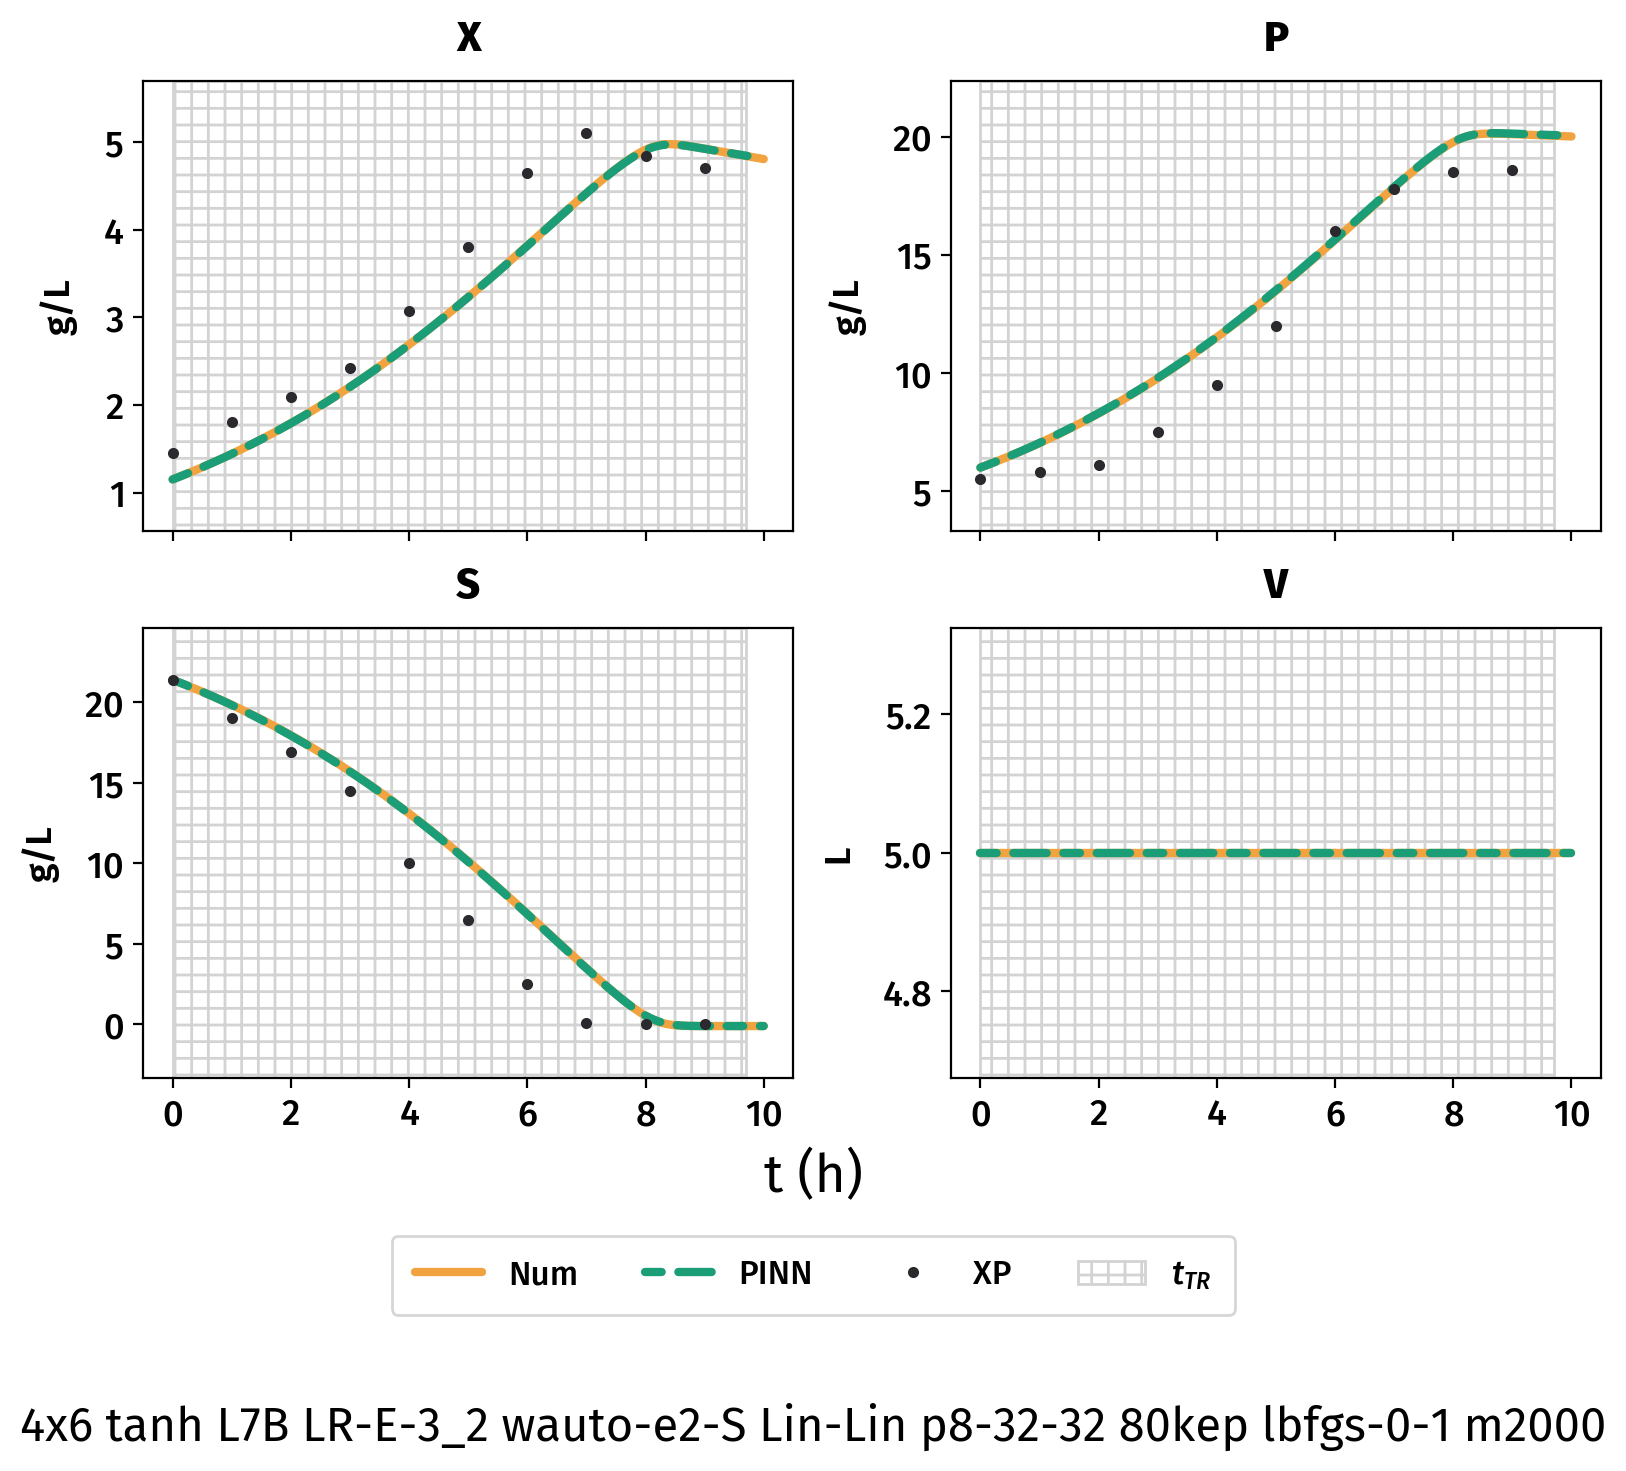 X P
5
4
3
2
1
g/L
20
15
10
5
g/L
S V
20
15
10
5
0
g/L
5.2
5.0
4.8
L
0 2 4 6 8 10 0 2 4 6 8 10
t (h)
Num PINN XP tTR
4x6 tanh L7B LR-E-3_2 wauto-e2-S Lin-Lin p8-32-32 80kep lbfgs-0-1 m2000